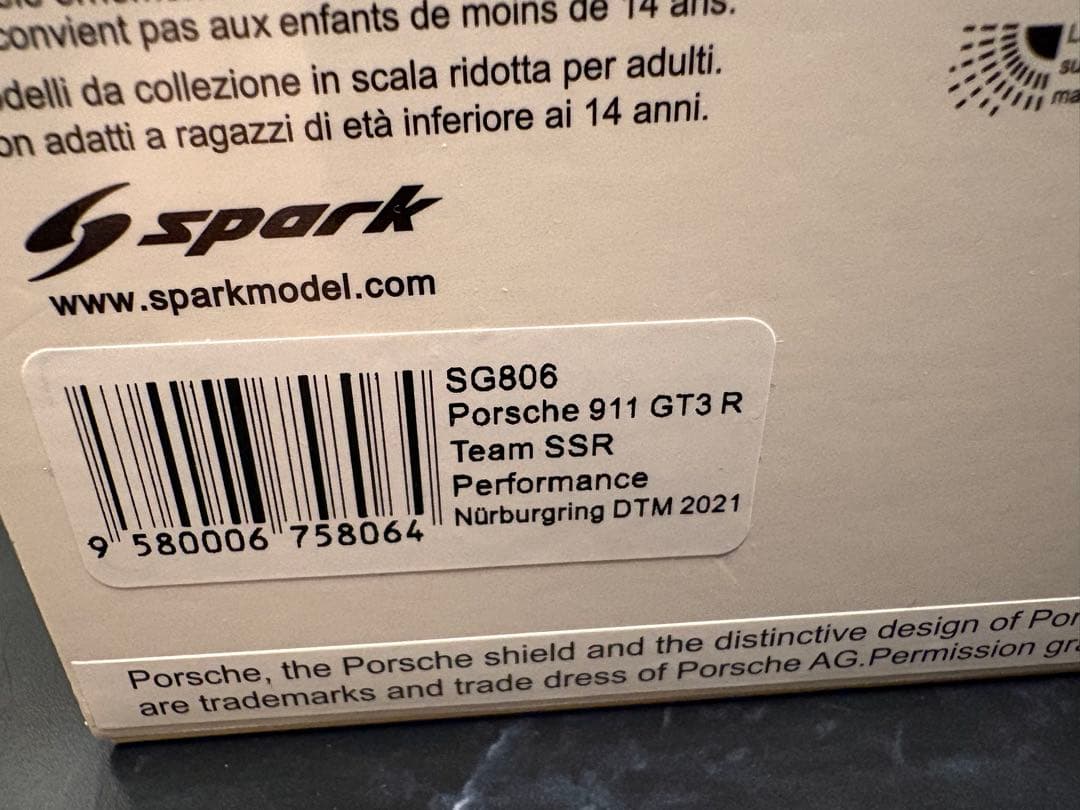 convient pas aux enfants de moins de 14 ans.
delli da collezione in scala ridotta per adulti.
on adatti a ragazzi di età inferiore ai 14 anni.
spark
www.sparkmodel.com
SG806
Porsche 911 GT3 R
Team SSR
Performance
Nürburgring DTM 2021
9 580006 758064
Porsche, the Porsche shield and the distinctive design of Por
are trademarks and trade dress of Porsche AG.Permission gr